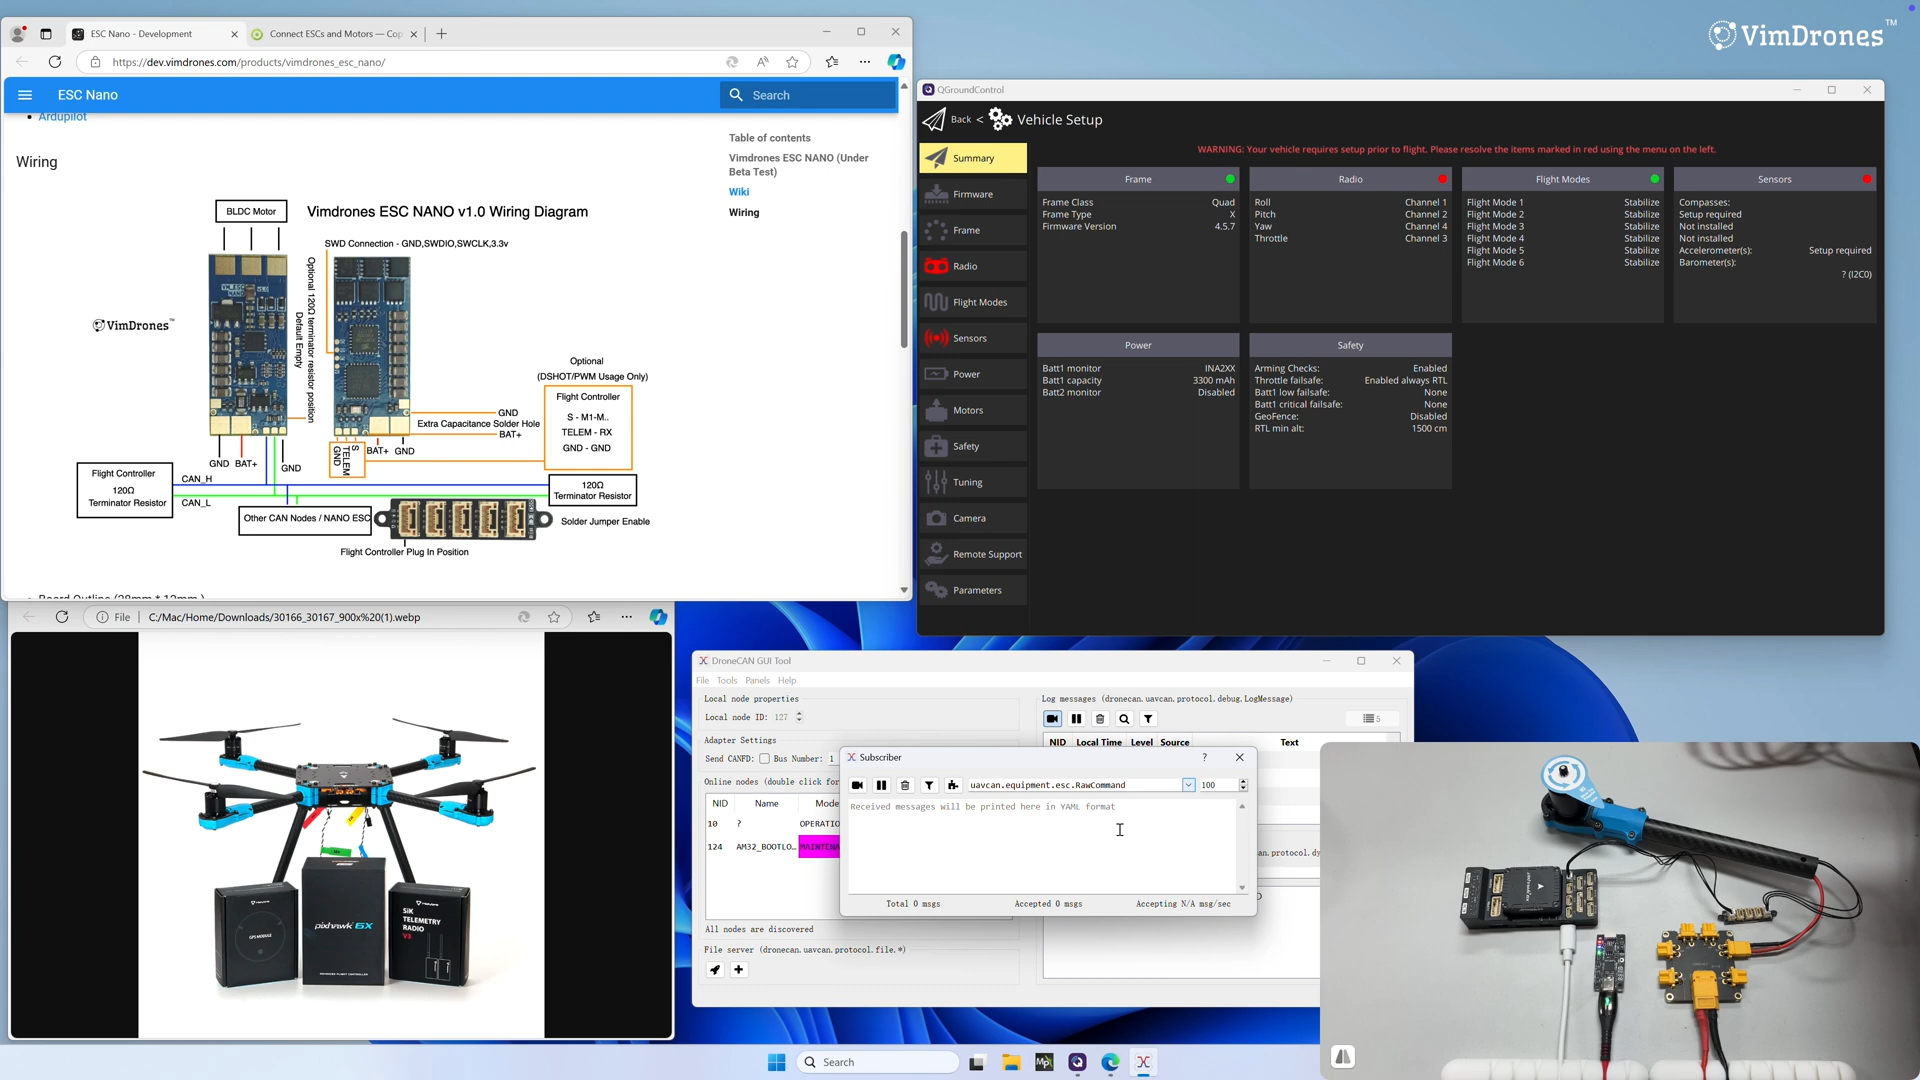 VimDrones™
ESC Nano - Development
Connect ESCs and Motors — Cop
https://dev.vimdrones.com/products/vimdrones_esc_nano/
ESC Nano
Search
Ardupilot
Wiring
Table of contents
Vimdrones ESC NANO (Under
Beta Test)
Wiki
Wiring
BLDC Motor
Vimdrones ESC NANO v1.0 Wiring Diagram
SWD Connection - GND,SWDIO,SWCLK,3.3v
Optional 120Ω terminator resistor position
Default Empty
VimDrones™
Optional
(DSHOT/PWM Usage Only)
Flight Controller
S - M1-M..
TELEM - RX
GND - GND
GND
Extra Capacitance Solder Hole
BAT+
GND
BAT+
GND
S
TELEM
GND
BAT+
GND
Flight Controller
120Ω
Terminator Resistor
CAN_H
CAN_L
120Ω
Terminator Resistor
Other CAN Nodes / NANO ESC
Solder Jumper Enable
Flight Controller Plug In Position
Board Outline (28mm * 12mm )
QGroundControl
Back
<
Vehicle Setup
WARNING: Your vehicle requires setup prior to flight. Please resolve the items marked in red using the menu on the left.
Summary
Firmware
Frame
Radio
Flight Modes
Sensors
Power
Motors
Safety
Tuning
Camera
Remote Support
Parameters
Frame
Frame Class Quad
Frame Type X
Firmware Version 4.5.7
Radio
Roll Channel 1
Pitch Channel 2
Yaw Channel 4
Throttle Channel 3
Flight Modes
Flight Mode 1 Stabilize
Flight Mode 2 Stabilize
Flight Mode 3 Stabilize
Flight Mode 4 Stabilize
Flight Mode 5 Stabilize
Flight Mode 6 Stabilize
Sensors
Compasses:
Setup required
Not installed
Not installed
Accelerometer(s): Setup required
Barometer(s):
? (I2C0)
Power
Batt1 monitor INA2XX
Batt1 capacity 3300 mAh
Batt2 monitor Disabled
Safety
Arming Checks: Enabled
Throttle failsafe: Enabled always RTL
Batt1 low failsafe: None
Batt1 critical failsafe: None
GeoFence: Disabled
RTL min alt: 1500 cm
File
C:/Mac/Home/Downloads/30166_30167_900x%20(1).webp
GPS MODULE
pixhawk 6X
SiK
TELEMETRY
RADIO
V3
DroneCAN GUI Tool
File Tools Panels Help
Local node properties
Local node ID: 127
Adapter Settings
Send CANFD: Bus Number: 1
Online nodes (double click for
NID Name Mode
10 ? OPERATIO
124 AM32_BOOTLO... MAINTENA
All nodes are discovered
File server (dronecan.uavcan.protocol.file.*)
Log messages (dronecan.uavcan.protocol.debug.LogMessage)
5
NID Local Time Level Source Text
an.protocol.dy
Subscriber
?
uavcan.equipment.esc.RawCommand
100
Received messages will be printed here in YAML format
Total 0 msgs
Accepted 0 msgs
Accepting N/A msg/sec
Search